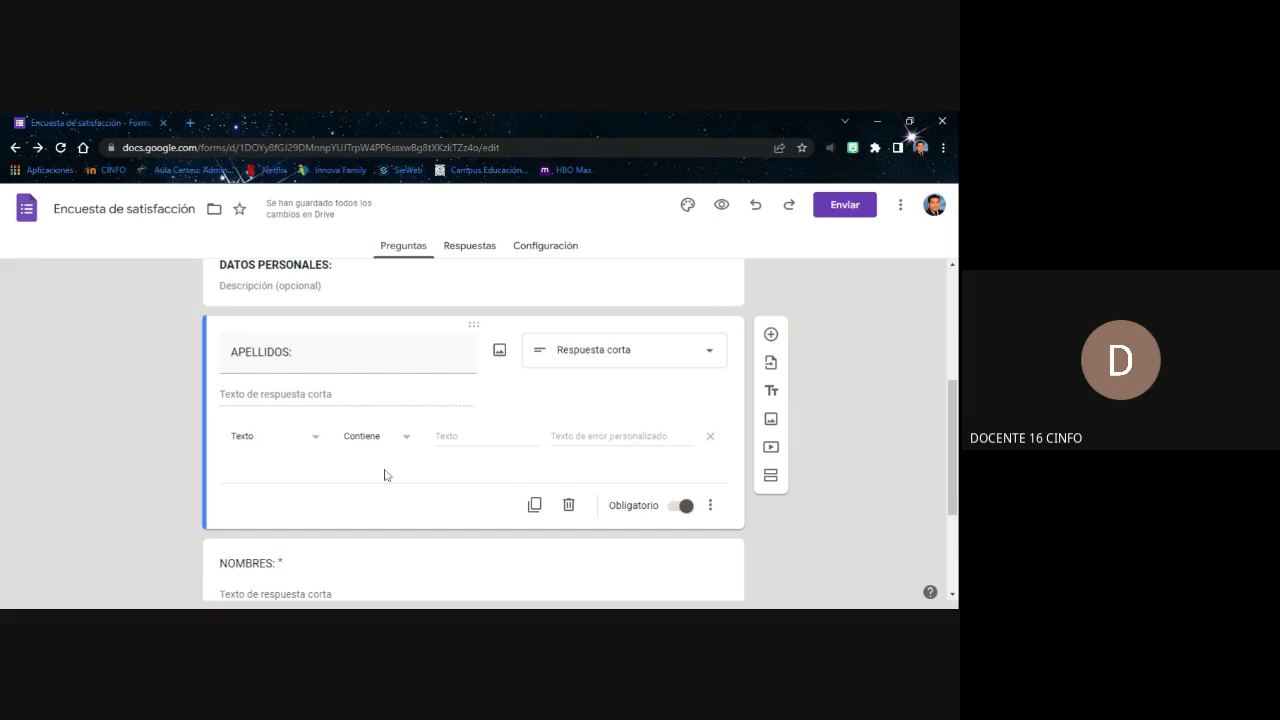 Encuesta de satisfacción - Form
docs.google.com/forms/d/1DOYy8fGJ29DMnnpYUJTrpW4PP6ssxwBg8tXKzkTZz4o/edit
Aplicaciones
CINFO
Aula Cerseu: Admin...
Netflix
Innova Family
SieWeb
Campus Educación...
HBO Max
Encuesta de satisfacción
Se han guardado todos los
cambios en Drive
Enviar
Preguntas
Respuestas
Configuración
DATOS PERSONALES:
Descripción (opcional)
APELLIDOS:
Respuesta corta
Texto de respuesta corta
Texto
Contiene
Texto
Texto de error personalizado
Obligatorio
NOMBRES: *
Texto de respuesta corta
D
DOCENTE 16 CINFO